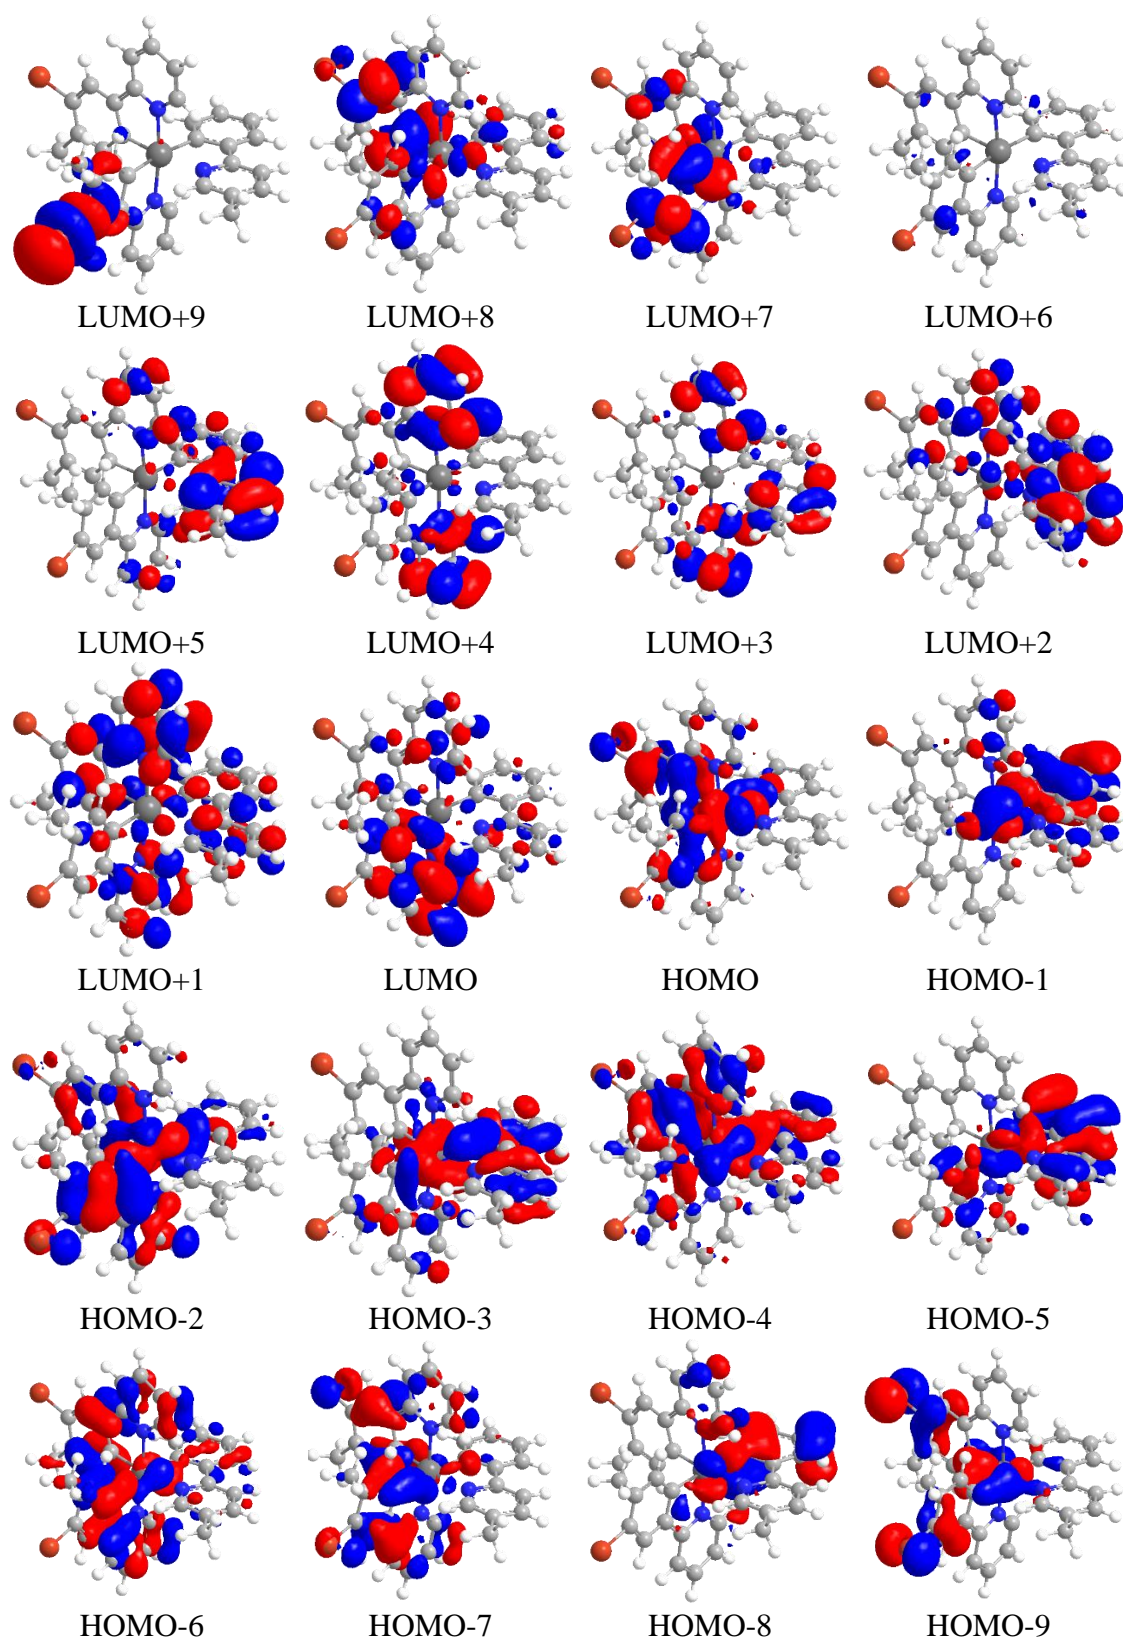 LUMO+9 LUMO+8 LUMO+7 LUMO+6
LUMO+5 LUMO+4 LUMO+3 LUMO+2
LUMO+1 LUMO HOMO HOMO-1
HOMO-2 HOMO-3 HOMO-4 HOMO-5
HOMO-6 HOMO-7 HOMO-8 HOMO-9